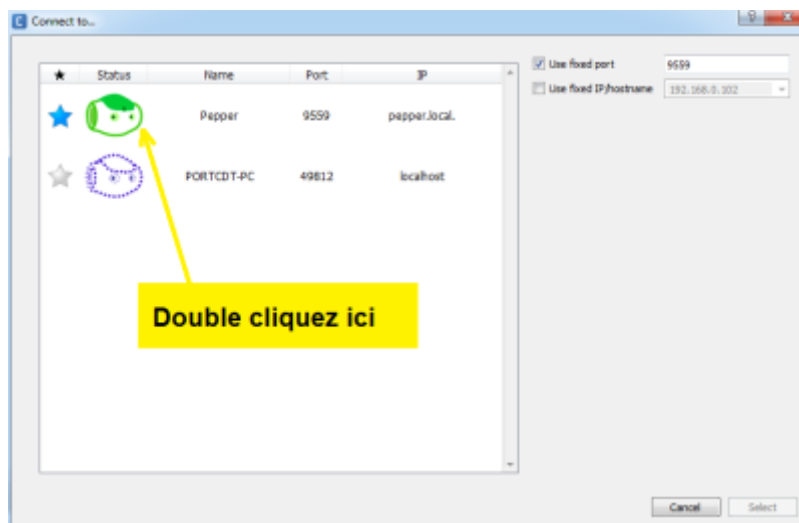 Connect to...
★ Status Name Port IP
Pepper 9559 pepper.local.
PORTCDT-PC 49812 localhost
Double cliquez ici
Use fixed port 9559
Use fixed IP/hostname 192.168.0.102
Cancel Select